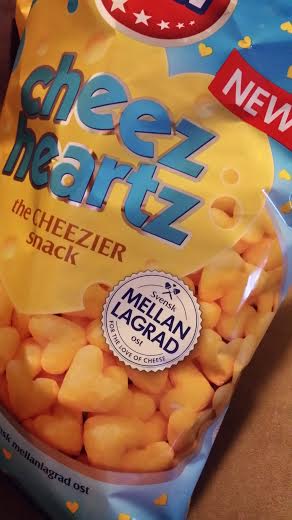 NEW
cheez
heartz
the CHEEZIER
snack
Svensk
MELLAN
LAGRAD
ost
FOR THE LOVE OF CHEESE
mellanlagrad ost